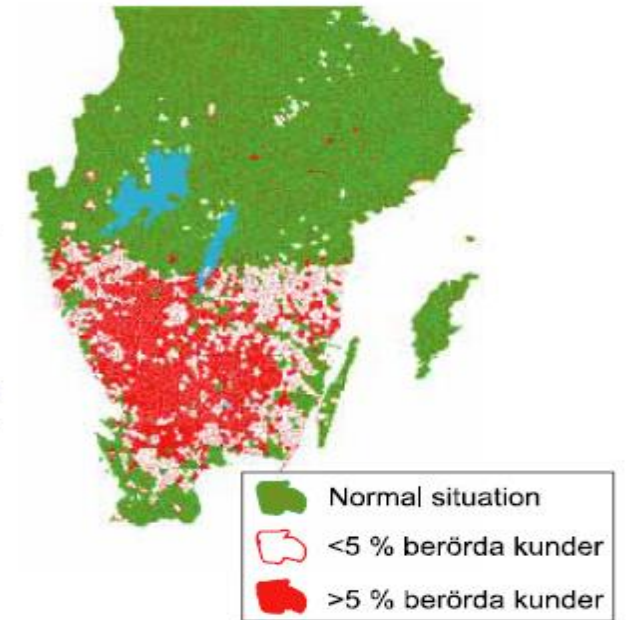 Normal situation
<5 % berörda kunder
>5 % berörda kunder